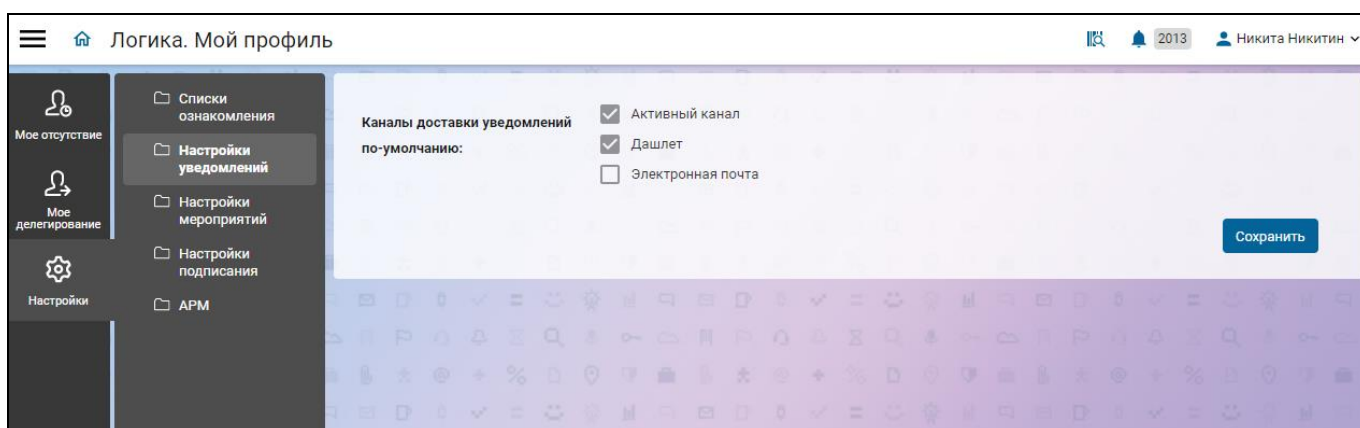 Логика. Мой профиль
2013
Никита Никитин
Мое отсутствие
Мое
делегирование
Настройки
Списки
ознакомления
Настройки
уведомлений
Настройки
мероприятий
Настройки
подписания
АРМ
Каналы доставки уведомлений
по-умолчанию:
Активный канал
Дашлет
Электронная почта
Сохранить